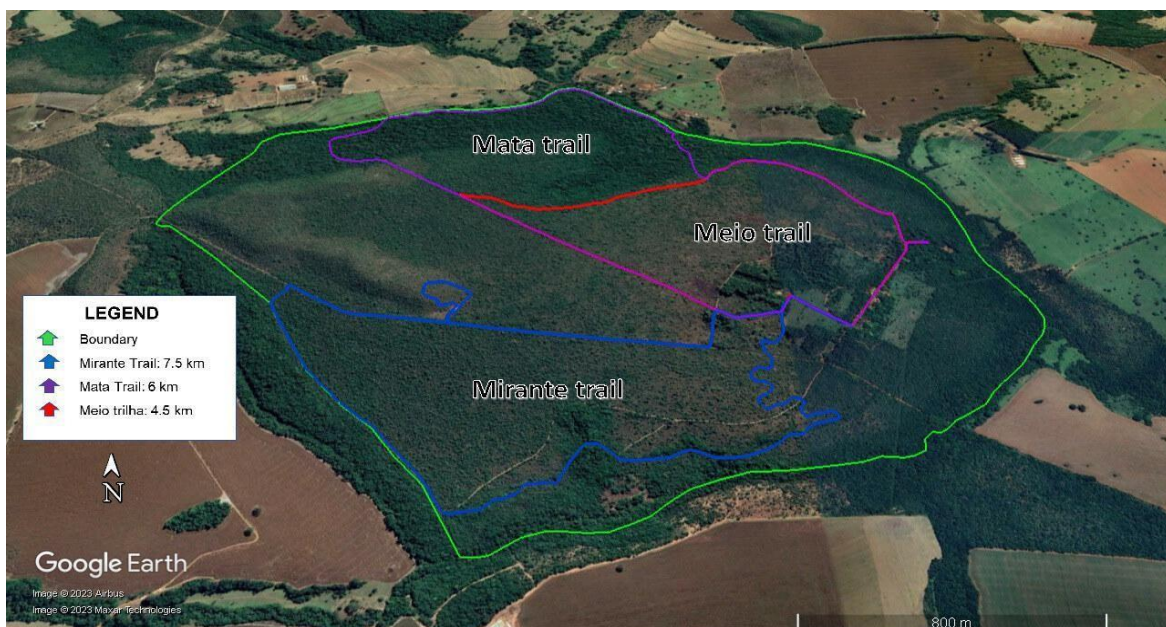 Mata trail
Meio trail
LEGEND
Boundary
Mirante Trail: 7.5 km
Mata Trail: 6 km
Meio trilha: 4.5 km
Mirante trail
N
Google Earth
Image © 2023 Airbus
Image © 2023 Maxar Technologies
800 m